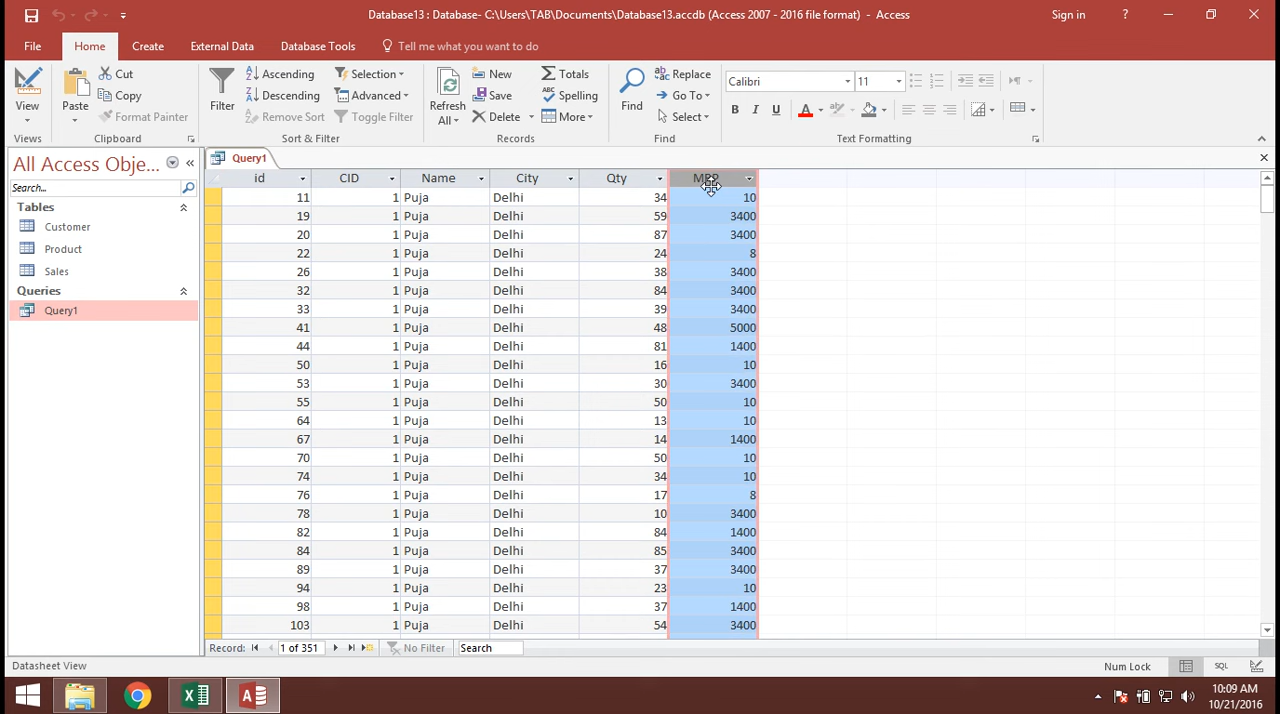 Database13 : Database- C:\Users\TAB\Documents\Database13.accdb (Access 2007 - 2016 file format) - Access
Sign in ?
File Home Create External Data Database Tools Tell me what you want to do
View
Views
Paste
Cut
Copy
Format Painter
Clipboard
Filter
Ascending
Descending
Remove Sort
Selection
Advanced
Toggle Filter
Sort & Filter
Refresh
All
New
Save
Delete
Totals
Spelling
More
Records
Find
Replace
Go To
Select
Find
Calibri 11
B I U A
Text Formatting
All Access Obje...
Search...
Tables
Customer
Product
Sales
Queries
Query1
Query1
id CID Name City Qty
11 1 Puja Delhi 34 10
19 1 Puja Delhi 59 3400
20 1 Puja Delhi 87 3400
22 1 Puja Delhi 24 8
26 1 Puja Delhi 38 3400
32 1 Puja Delhi 84 3400
33 1 Puja Delhi 39 3400
41 1 Puja Delhi 48 5000
44 1 Puja Delhi 81 1400
50 1 Puja Delhi 16 10
53 1 Puja Delhi 30 3400
55 1 Puja Delhi 50 10
64 1 Puja Delhi 13 10
67 1 Puja Delhi 14 1400
70 1 Puja Delhi 50 10
74 1 Puja Delhi 34 10
76 1 Puja Delhi 17 8
78 1 Puja Delhi 10 3400
82 1 Puja Delhi 84 1400
84 1 Puja Delhi 85 3400
89 1 Puja Delhi 37 3400
94 1 Puja Delhi 23 10
98 1 Puja Delhi 37 1400
103 1 Puja Delhi 54 3400
Record: 1 of 351 No Filter Search
Datasheet View Num Lock SQL
10:09 AM
10/21/2016